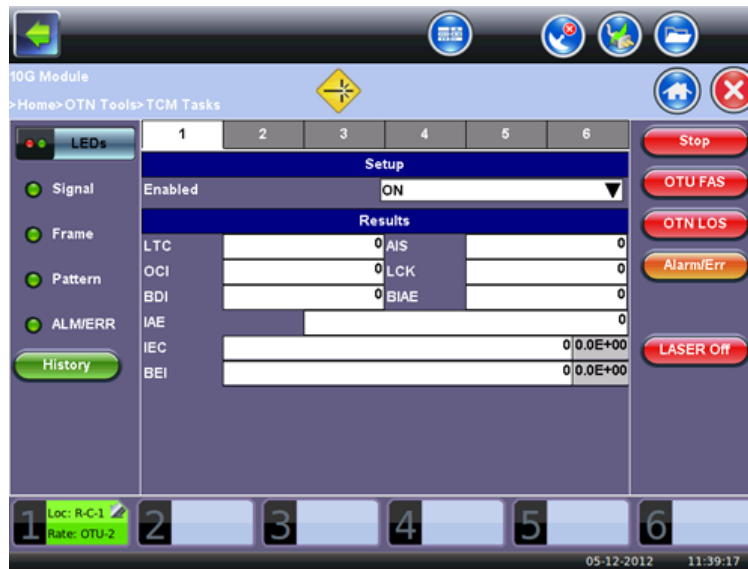 10G Module
>Home>OTN Tools>TCM Tasks
LEDs
1 2 3 4 5 6
Stop
Setup
Signal
Enabled ON
OTU FAS
Results
Frame
LTC 0 AIS 0
OTN LOS
OCI 0 LCK 0
Alarm/Err
Pattern
BDI 0 BIAE 0
ALM/ERR
IAE 0
IEC 0 0.0E+00
LASER Off
History
BEI 0 0.0E+00
1 Loc: R-C-1
Rate: OTU-2
2 3 4 5 6
05-12-2012 11:39:17